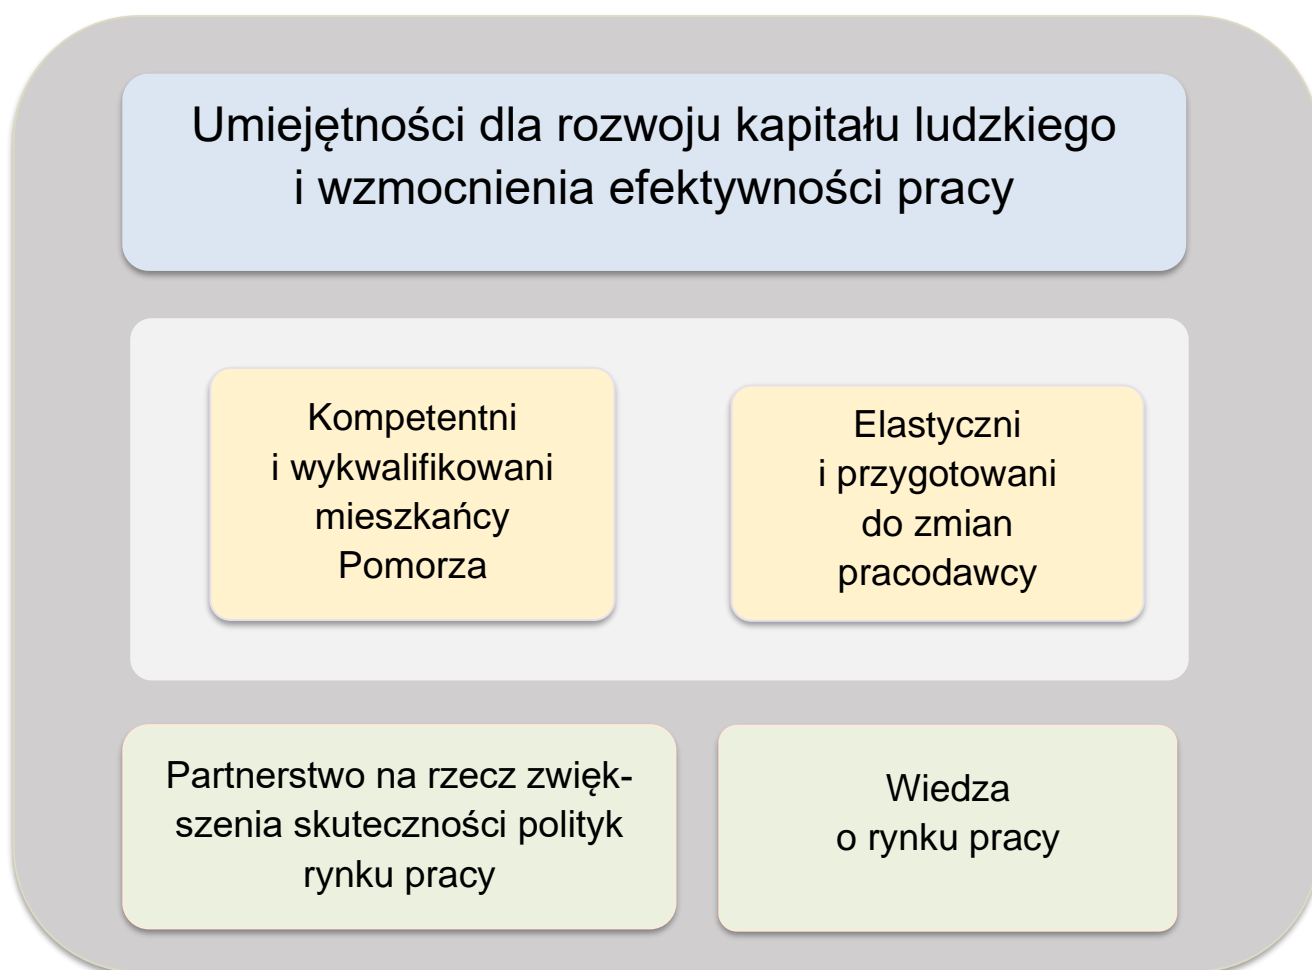 Umiejętności dla rozwoju kapitału ludzkiego
i wzmocnienia efektywności pracy
Kompetentni
i wykwalifikowani
mieszkańcy
Pomorza
Elastyczni
i przygotowani
do zmian
pracodawcy
Partnerstwo na rzecz zwięk-
szenia skuteczności polityk
rynku pracy
Wiedza
o rynku pracy